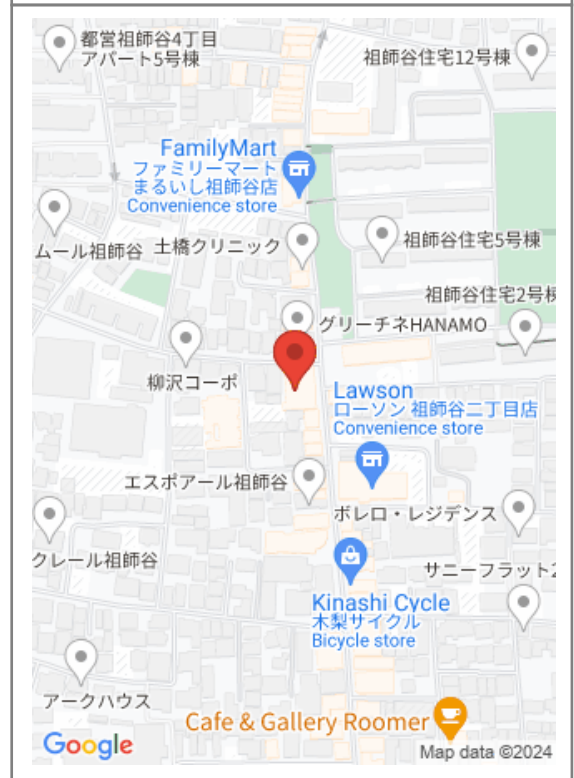 都営祖師谷4丁目
アパート5号棟
祖師谷住宅12号棟
FamilyMart
ファミリーマート
まるいし祖師谷店
Convenience store
ムール祖師谷
土橋クリニック
祖師谷住宅5号棟
祖師谷住宅2号棟
グリーチネHANAMO
柳沢コーポ
Lawson
ローソン 祖師谷二丁目店
Convenience store
エスポアール祖師谷
ボレロ・レジデンス
クレール祖師谷
サニーフラット2
Kinashi Cycle
木梨サイクル
Bicycle store
アークハウス
Cafe & Gallery Roomer
Google
Map data ©2024